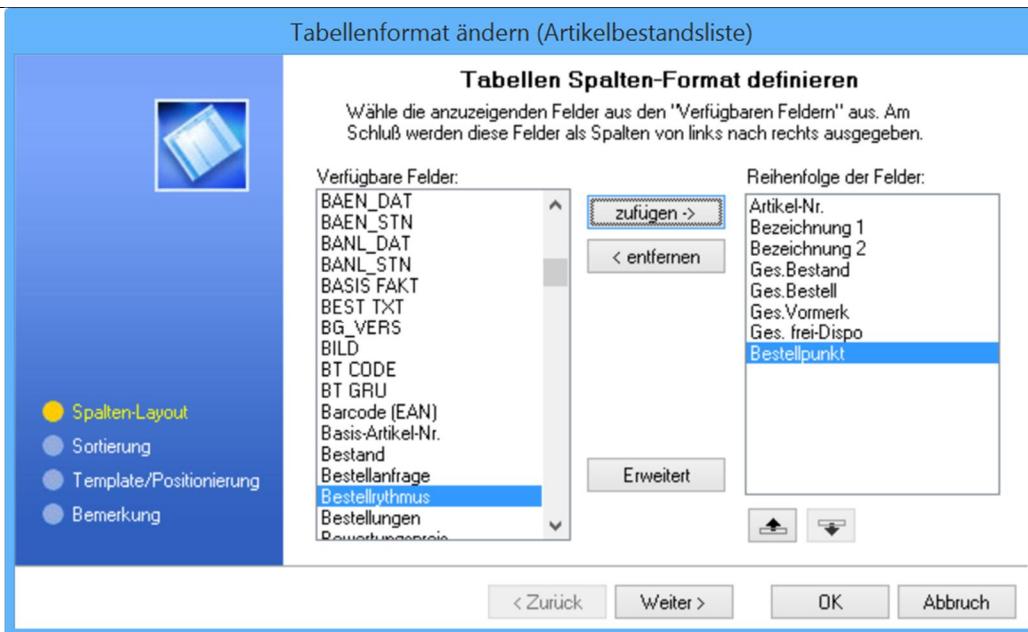 Tabellenformat ändern (Artikelbestandsliste)
Tabellen Spalten-Format definieren
Wähle die anzuzeigenden Felder aus den "Verfügbaren Feldern" aus. Am
Schluß werden diese Felder als Spalten von links nach rechts ausgegeben.
Verfügbare Felder:
BAEN_DAT
BAEN_STN
BANL_DAT
BANL_STN
BASIS FAKT
BEST TXT
BG_VERS
BILD
BT CODE
BT GRU
Barcode (EAN)
Basis-Artikel-Nr.
Bestand
Bestellanfrage
Bestellrythmus
Bestellungen
Bewertungspreis
zufügen ->
< entfernen
Erweitert
Reihenfolge der Felder:
Artikel-Nr.
Bezeichnung 1
Bezeichnung 2
Ges.Bestand
Ges.Bestell
Ges.Vormerk
Ges. frei-Dispo
Bestellpunkt
Spalten-Layout
Sortierung
Template/Positionierung
Bemerkung
< Zurück
Weiter >
OK
Abbruch